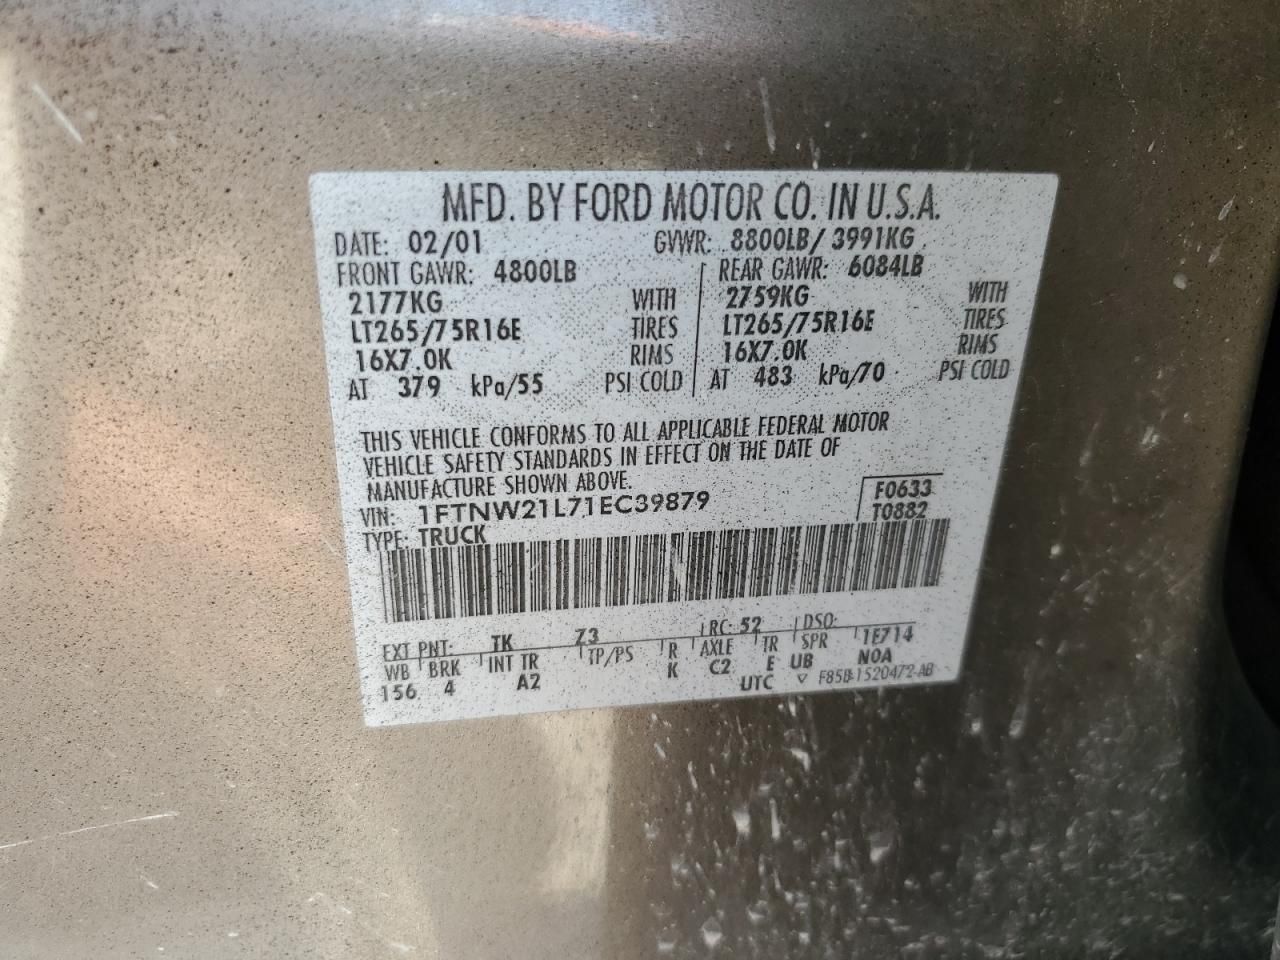 MFD. BY FORD MOTOR CO. IN U.S.A.
DATE: 02/01 GVWR: 8800LB/ 3991KG
FRONT GAWR: 4800LB REAR GAWR: 6084LB
2177KG WITH 2759KG WITH
LT265/75R16E TIRES LT265/75R16E TIRES
16X7.0K RIMS 16X7.0K RIMS
AT 379 kPa/55 PSI COLD AT 483 kPa/70 PSI COLD
THIS VEHICLE CONFORMS TO ALL APPLICABLE FEDERAL MOTOR
VEHICLE SAFETY STANDARDS IN EFFECT ON THE DATE OF
MANUFACTURE SHOWN ABOVE.
VIN: 1FTNW21L71EC39879 F0633
TYPE: TRUCK T0882
EXT PNT: TK Z3 RC: 52 DSO:
WB BRK INT TR TP/PS R AXLE TR SPR 1E714
156 4 A2 K C2 E UB N0A
UTC ▽ F85B-1520472-AB